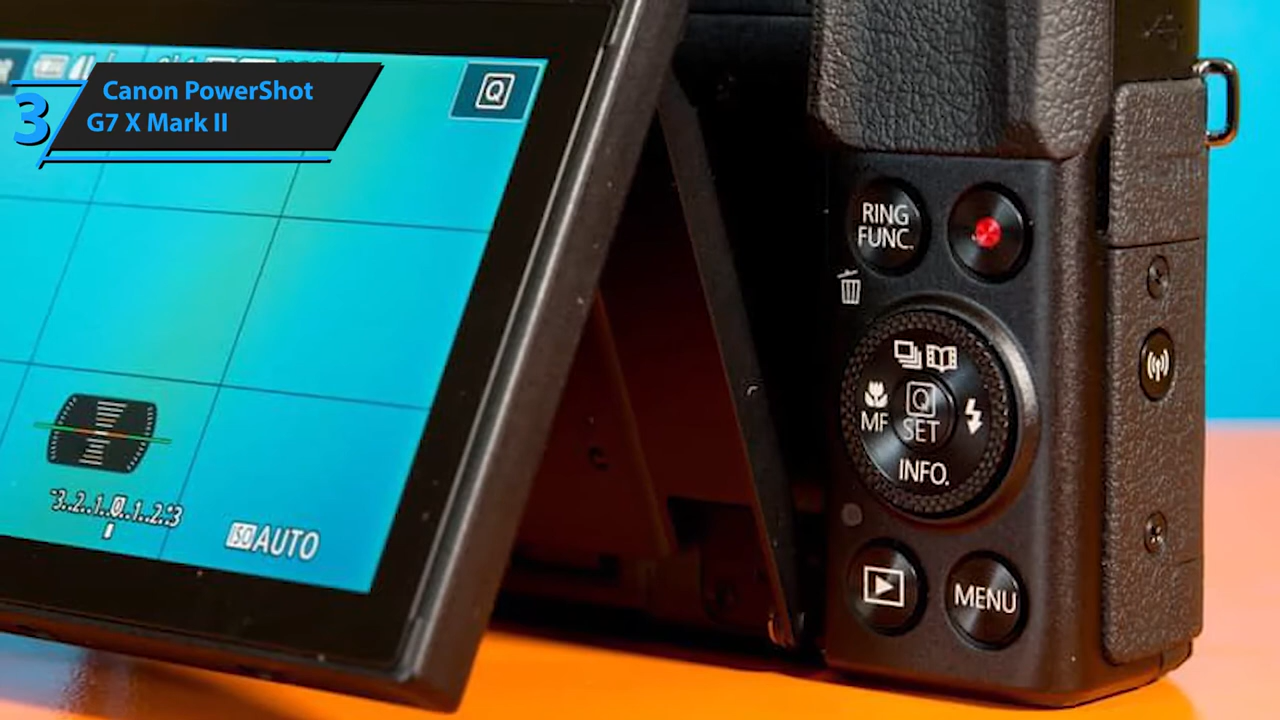 3
Canon PowerShot
G7 X Mark II
Q
RING
FUNC.
MF
Q
SET
INFO.
-3..2..1..0..1..2..+3
ISO AUTO
MENU